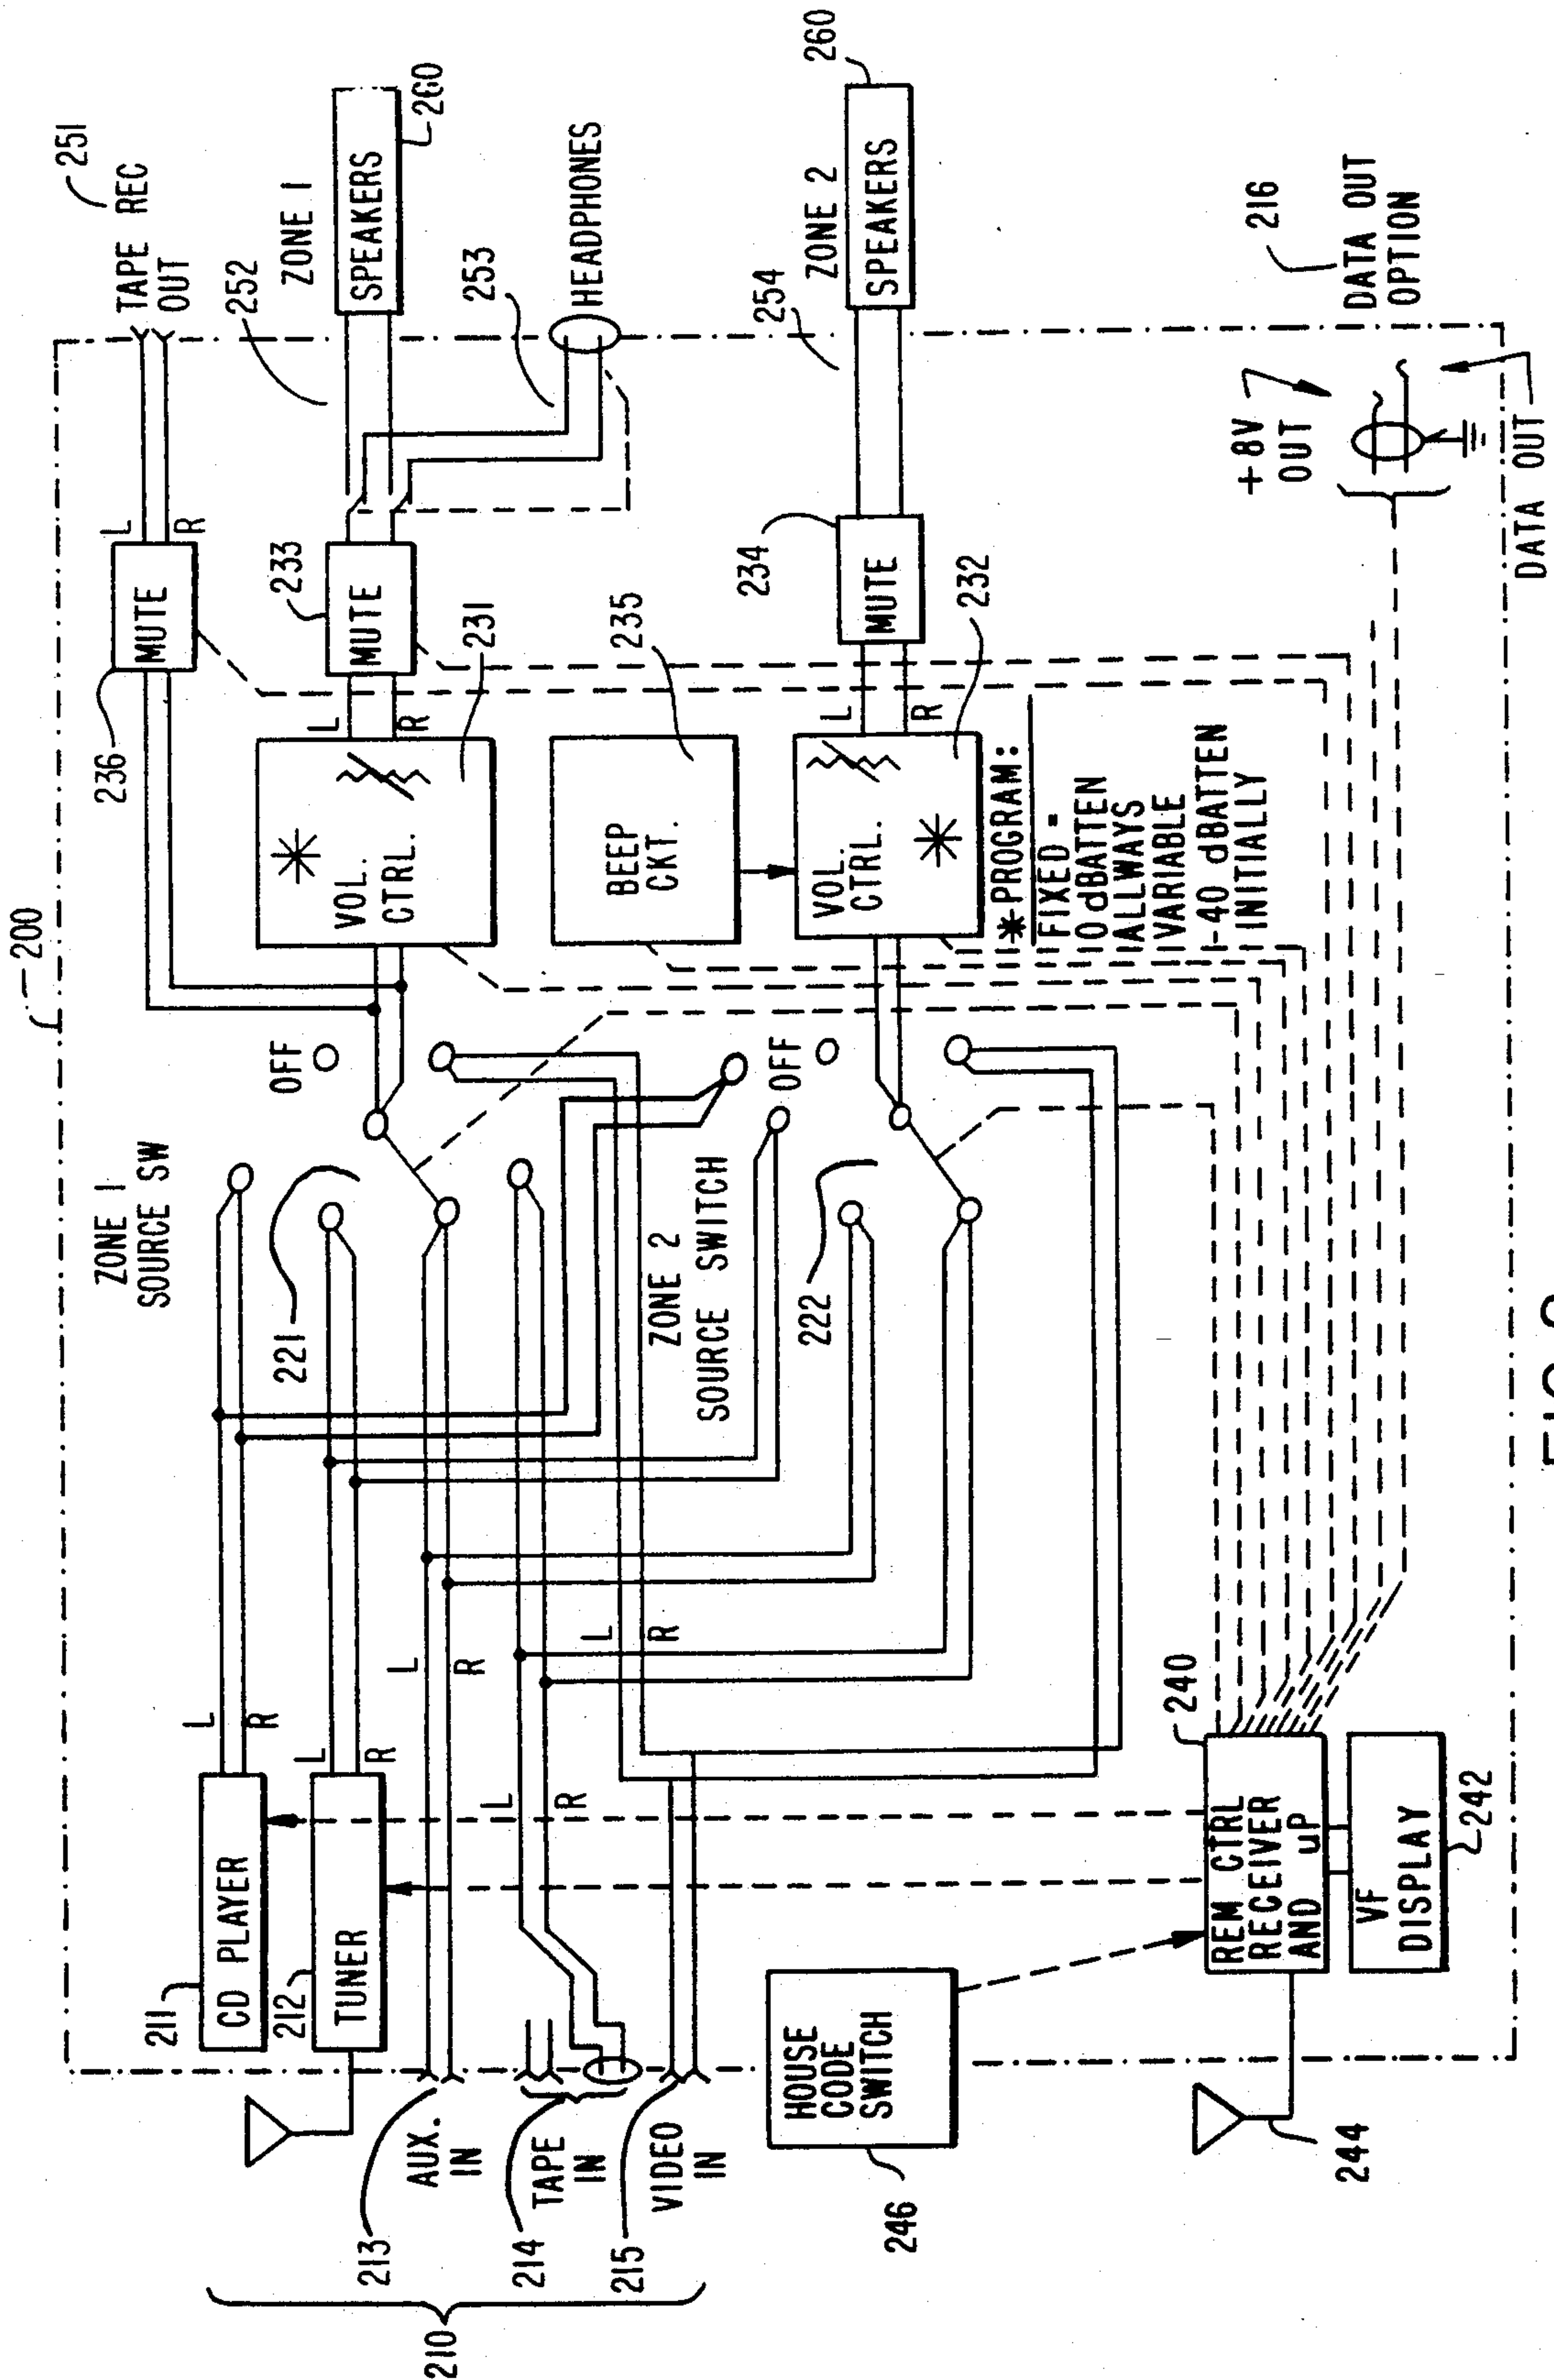 200
251
TAPE REC
OUT
236
MUTE
L
R
ZONE 1
SOURCE SW
OFF
VOL.
CTRL.
*
231
L
R
233
MUTE
252
ZONE 1
SPEAKERS
260
253
HEADPHONES
211
CD PLAYER
L
R
221
212
TUNER
L
R
BEEP
CKT.
235
213
AUX.
IN
L
R
214
TAPE
IN
L
R
215
VIDEO
IN
L
R
210
ZONE 2
SOURCE SWITCH
222
OFF
VOL.
CTRL.
*
232
L
R
234
MUTE
254
ZONE 2
SPEAKERS
260
*PROGRAM:
FIXED =
0 dBATTEN
ALLWAYS
VARIABLE
-40 dBATTEN
INITIALLY
246
HOUSE
CODE
SWITCH
240
REM CTRL
RECEIVER
AND uP
VF
DISPLAY
242
244
+8V
OUT
216
DATA OUT
OPTION
DATA OUT